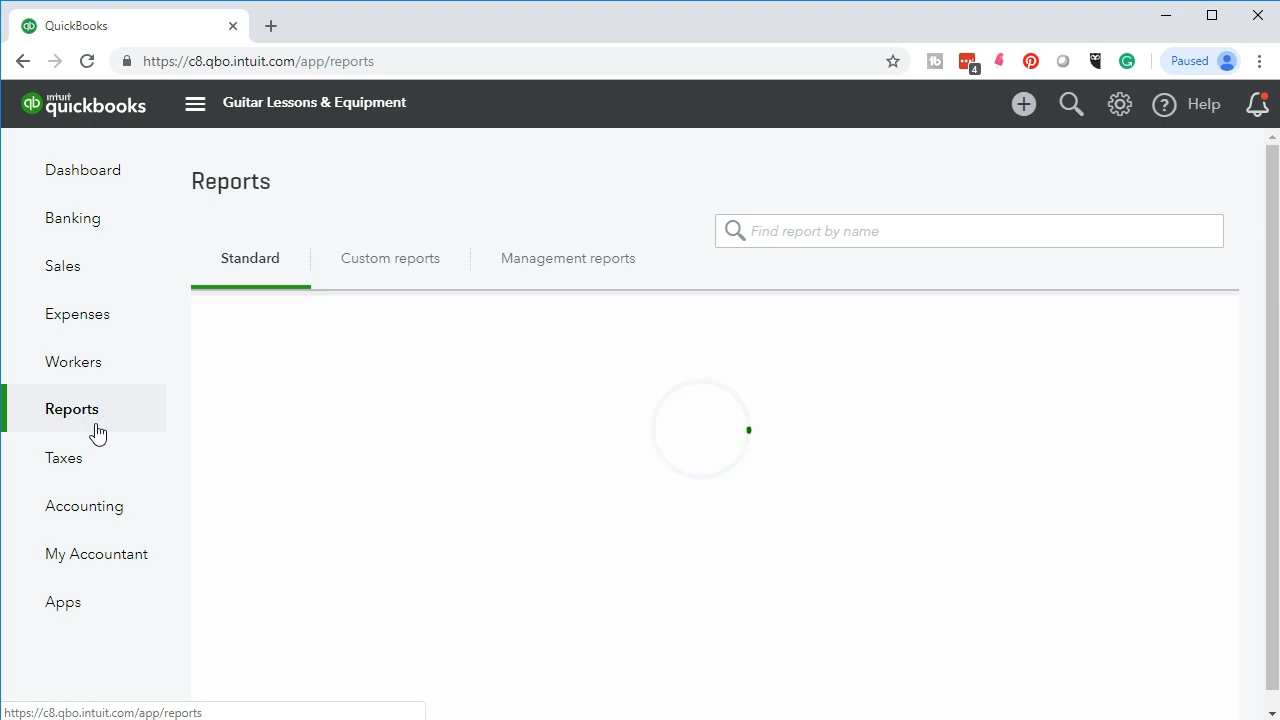 QuickBooks
https://c8.qbo.intuit.com/app/reports
4
Paused
qb intuit quickbooks
Guitar Lessons & Equipment
Help
Dashboard
Banking
Sales
Expenses
Workers
Reports
Taxes
Accounting
My Accountant
Apps
Reports
Find report by name
Standard
Custom reports
Management reports
https://c8.qbo.intuit.com/app/reports